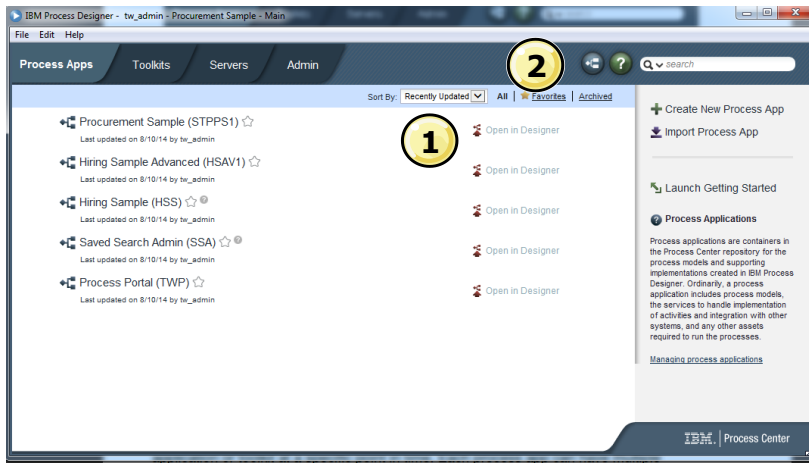 IBM Process Designer - tw_admin - Procurement Sample - Main
File Edit Help
Process Apps Toolkits Servers Admin
2
? search
Sort By: Recently Updated All | Favorites | Archived
Procurement Sample (STPPS1)
Last updated on 8/10/14 by tw_admin
1
Open in Designer
Hiring Sample Advanced (HSAV1)
Last updated on 8/10/14 by tw_admin
Open in Designer
Hiring Sample (HSS) ?
Last updated on 8/10/14 by tw_admin
Open in Designer
Saved Search Admin (SSA) ?
Last updated on 8/10/14 by tw_admin
Open in Designer
Process Portal (TWP)
Last updated on 8/10/14 by tw_admin
Open in Designer
Create New Process App
Import Process App
Launch Getting Started
? Process Applications
Process applications are containers in
the Process Center repository for the
process models and supporting
implementations created in IBM Process
Designer. Ordinarily, a process
application includes process models,
the services to handle implementation
of activities and integration with other
systems, and any other assets
required to run the processes.
Managing process applications
IBM. | Process Center